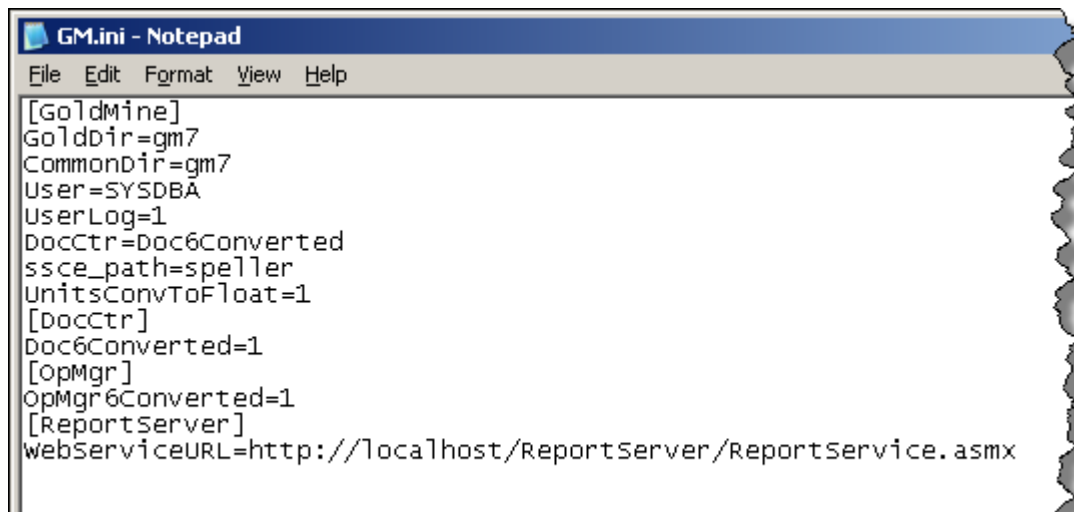 GM.ini - Notepad
File Edit Format View Help
[GoldMine]
GoldDir=gm7
CommonDir=gm7
User=SYSDBA
UserLog=1
DocCtr=Doc6Converted
ssce_path=speller
UnitsConvToFloat=1
[DocCtr]
Doc6Converted=1
[OpMgr]
OpMgr6Converted=1
[ReportServer]
WebServiceURL=http://localhost/ReportServer/ReportService.asmx